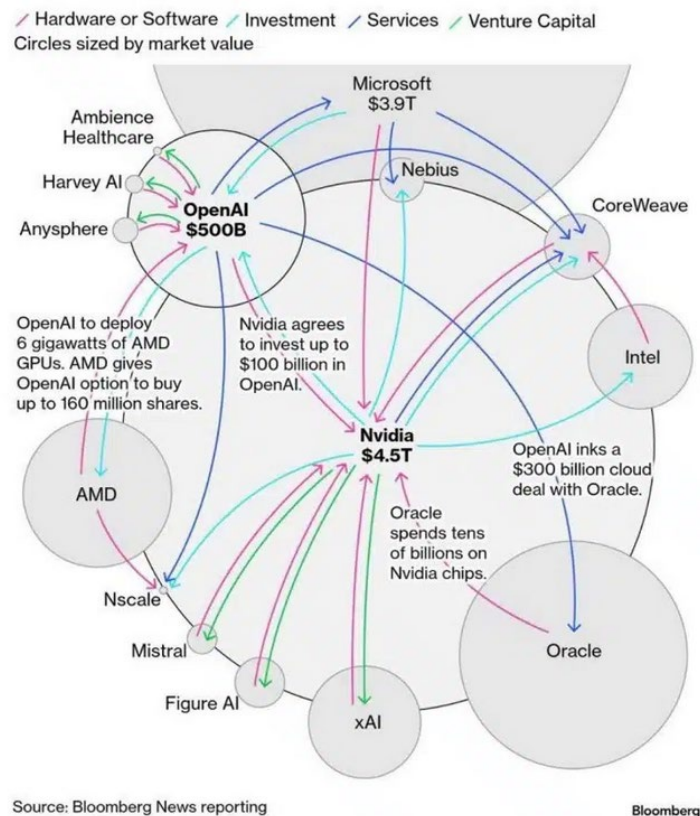 Hardware or Software Investment Services Venture Capital
Circles sized by market value
Microsoft
$3.9T
Ambience
Healthcare
Harvey AI
Anysphere
OpenAI
$500B
Nebius
CoreWeave
OpenAI to deploy
6 gigawatts of AMD
GPUs. AMD gives
OpenAI option to buy
up to 160 million shares.
Nvidia agrees
to invest up to
$100 billion in
OpenAI.
Intel
Nvidia
$4.5T
OpenAI inks a
$300 billion cloud
deal with Oracle.
AMD
Oracle
spends tens
of billions on
Nvidia chips.
Nscale
Mistral
Figure AI
xAI
Oracle
Source: Bloomberg News reporting
Bloomberg